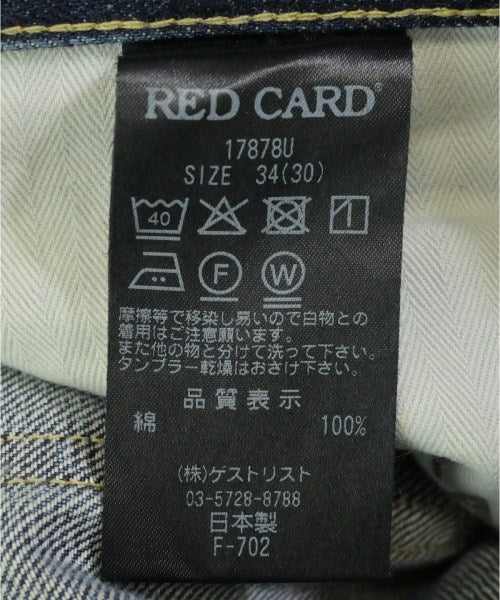 RED CARD®
17878U
SIZE 34(30)
40
F W
摩擦等で移染し易いので白物との
着用はご注意願います。
また他の物と分けて洗って下さい。
タンブラー乾燥はおさけ下さい。
品質表示
綿 100%
(株)ゲストリスト
03-5728-8788
日本製
F-702